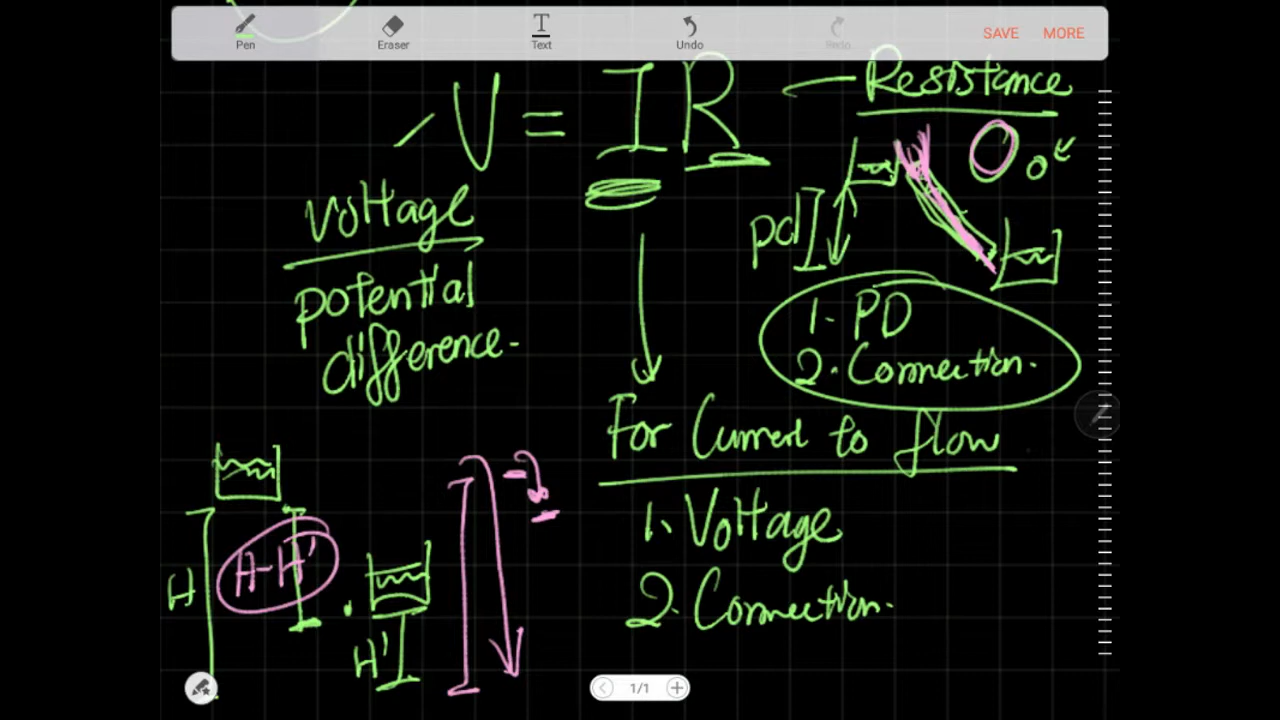 Pen
Eraser
Text
Undo
Redo
SAVE
MORE
V = IR
Resistance
Voltage
potential
difference.
pd
1. PD
2. Connection.
For Current to flow
1. Voltage
2. Connection.
H
H-H'
H'
1/1